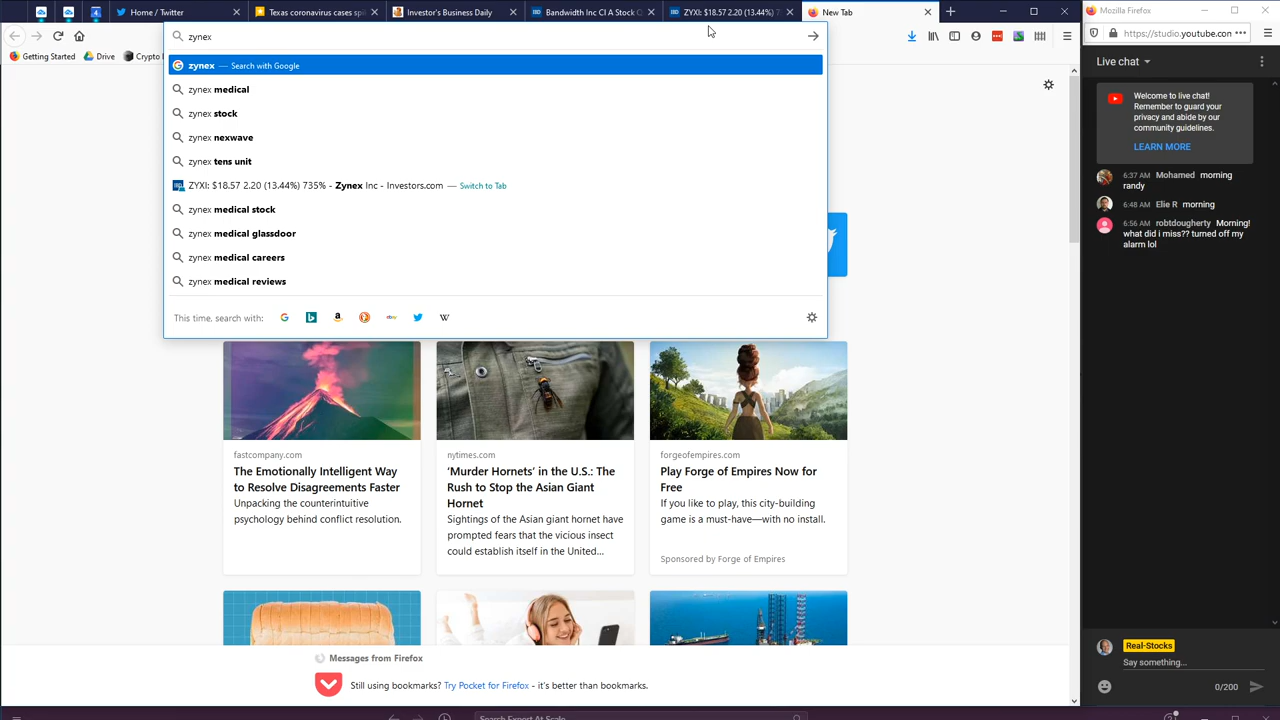 Home / Twitter
Texas coronavirus cases spi
Investor's Business Daily
Bandwidth Inc Cl A Stock Q
ZYXI: $18.57 2.20 (13.44%) 7
New Tab
Mozilla Firefox
zynex
https://studio.youtube.con
Getting Started
Drive
Crypto
Live chat
zynex — Search with Google
zynex medical
zynex stock
zynex nexwave
zynex tens unit
ZYXI: $18.57 2.20 (13.44%) 735% - Zynex Inc - Investors.com — Switch to Tab
zynex medical stock
zynex medical glassdoor
zynex medical careers
zynex medical reviews
This time, search with:
Welcome to live chat!
Remember to guard your
privacy and abide by our
community guidelines.
LEARN MORE
6:37 AM Mohamed morning
randy
6:48 AM Elie R morning
6:56 AM robtdougherty Morning!
what did i miss?? turned off my
alarm lol
fastcompany.com
The Emotionally Intelligent Way
to Resolve Disagreements Faster
Unpacking the counterintuitive
psychology behind conflict resolution.
nytimes.com
'Murder Hornets' in the U.S.: The
Rush to Stop the Asian Giant
Hornet
Sightings of the Asian giant hornet have
prompted fears that the vicious insect
could establish itself in the United...
forgeofempires.com
Play Forge of Empires Now for
Free
If you like to play, this city-building
game is a must-have—with no install.
Sponsored by Forge of Empires
Messages from Firefox
Still using bookmarks? Try Pocket for Firefox - it's better than bookmarks.
Real-Stocks
Say something...
0/200
Search Expert At Scale